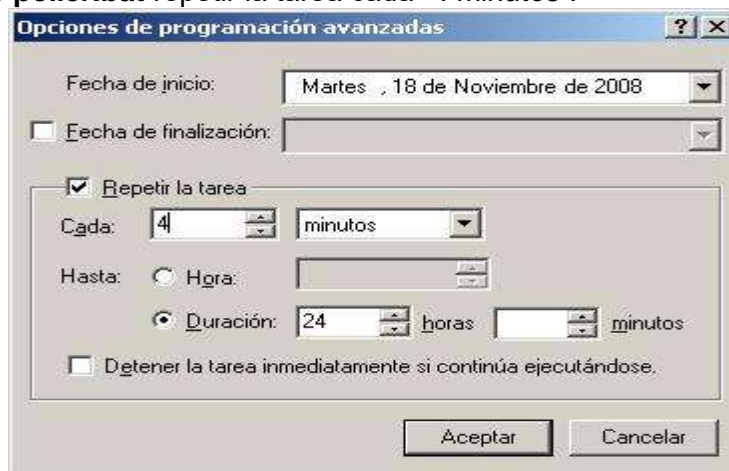 repetir la tarea cada 4 minutos .
Opciones de programación avanzadas
Fecha de inicio: Martes , 18 de Noviembre de 2008
Fecha de finalización:
Repetir la tarea
Cada: 4 minutos
Hasta: Hora:
Duración: 24 horas minutos
Detener la tarea inmediatamente si continúa ejecutándose.
Aceptar Cancelar